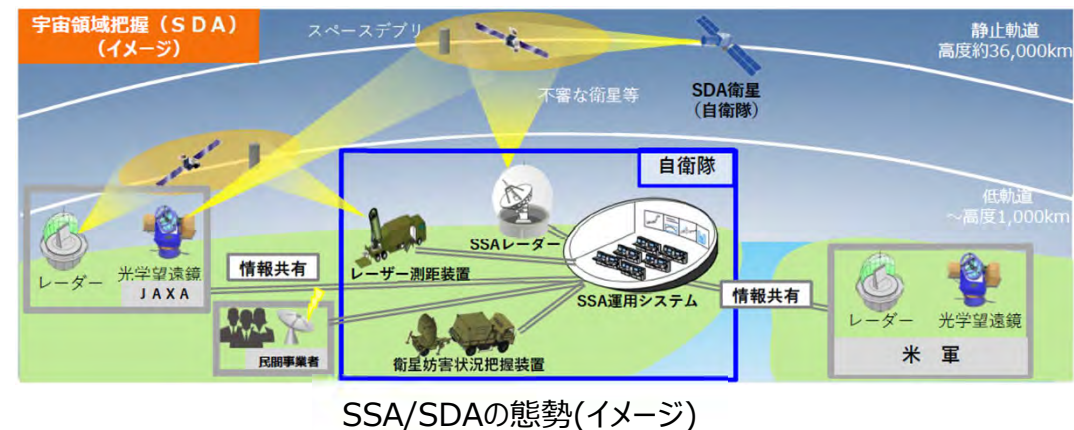 宇宙領域把握(SDA)
(イメージ)
スペースデブリ
静止軌道
高度約36,000km
不審な衛星等
SDA衛星
(自衛隊)
自衛隊
低軌道
~高度1,000km
レーダー
光学望遠鏡
JAXA
情報共有
レーザー測距装置
SSAレーダー
SSA運用システム
情報共有
レーダー
光学望遠鏡
米 軍
民間事業者
衛星妨害状況把握装置
SSA/SDAの態勢(イメージ)